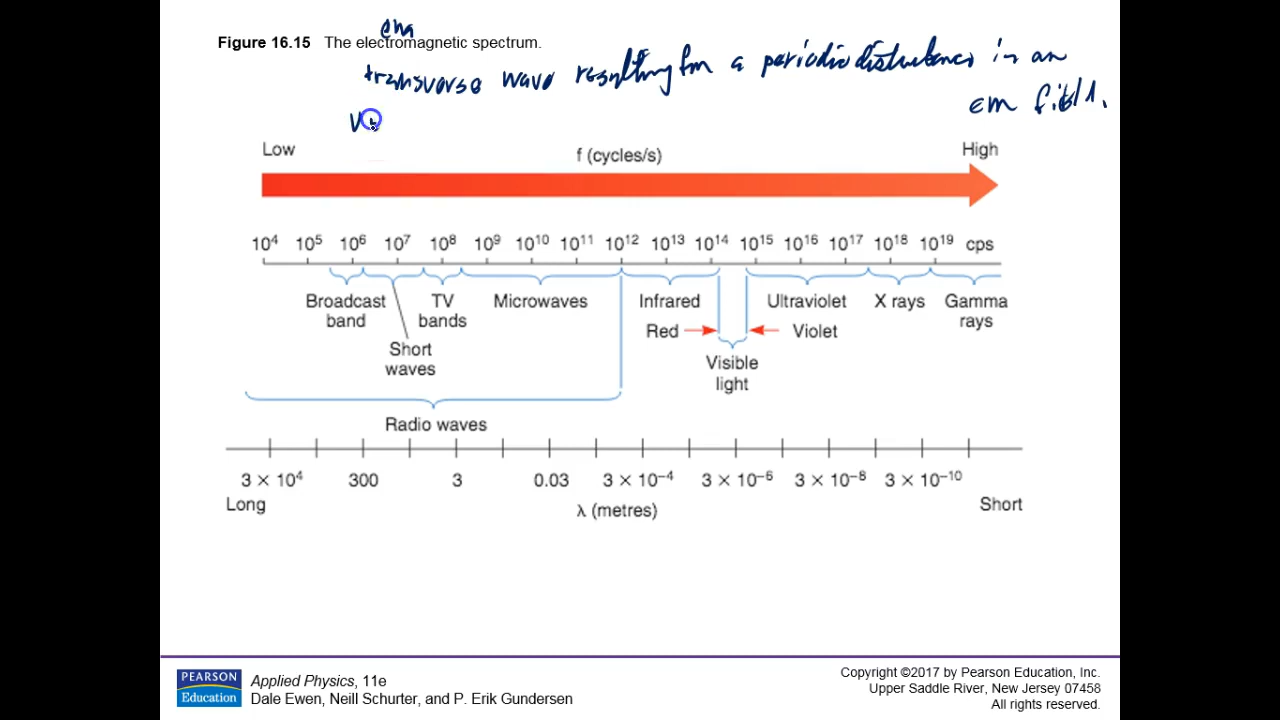 Figure 16.15 The electromagnetic spectrum.
transverse wave resulting from a periodic disturbance in an
em field.
Low f (cycles/s) High
10⁴ 10⁵ 10⁶ 10⁷ 10⁸ 10⁹ 10¹⁰ 10¹¹ 10¹² 10¹³ 10¹⁴ 10¹⁵ 10¹⁶ 10¹⁷ 10¹⁸ 10¹⁹ cps
Broadcast band
TV bands
Microwaves
Infrared
Ultraviolet
X rays
Gamma rays
Red
Violet
Short waves
Visible light
Radio waves
3 × 10⁴ 300 3 0.03 3 × 10⁻⁴ 3 × 10⁻⁶ 3 × 10⁻⁸ 3 × 10⁻¹⁰
Long λ (metres) Short
PEARSON
Education
Applied Physics, 11e
Dale Ewen, Neill Schurter, and P. Erik Gundersen
Copyright ©2017 by Pearson Education, Inc.
Upper Saddle River, New Jersey 07458
All rights reserved.